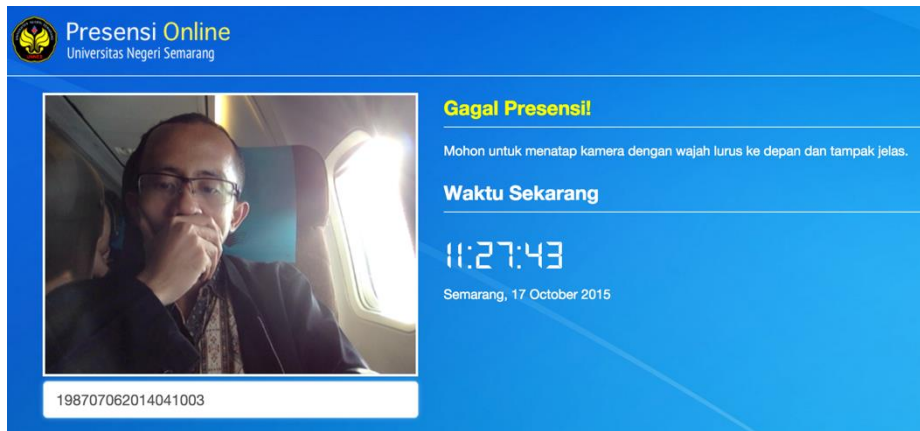 Presensi Online
Universitas Negeri Semarang
Gagal Presensi!
Mohon untuk menatap kamera dengan wajah lurus ke depan dan tampak jelas.
Waktu Sekarang
11:27:43
Semarang, 17 October 2015
198707062014041003